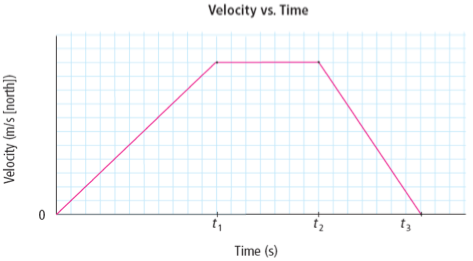 Velocity vs. Time
Velocity (m/s [north])
0
t₁ t₂ t₃
Time (s)